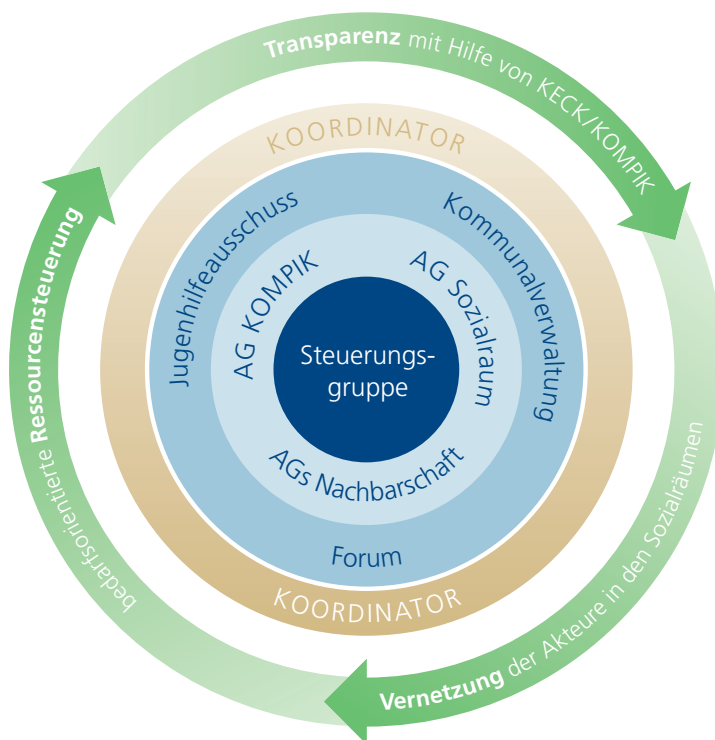 Transparenz mit Hilfe von KECK/KOMPIK
KOORDINATOR
Jugenhilfeausschuss
Kommunalverwaltung
AG KOMPIK
AG Sozialraum
Steuerungs-
gruppe
AGs Nachbarschaft
Forum
KOORDINATOR
bedarfsorientierte Ressourcensteuerung
Vernetzung der Akteure in den Sozialräumen